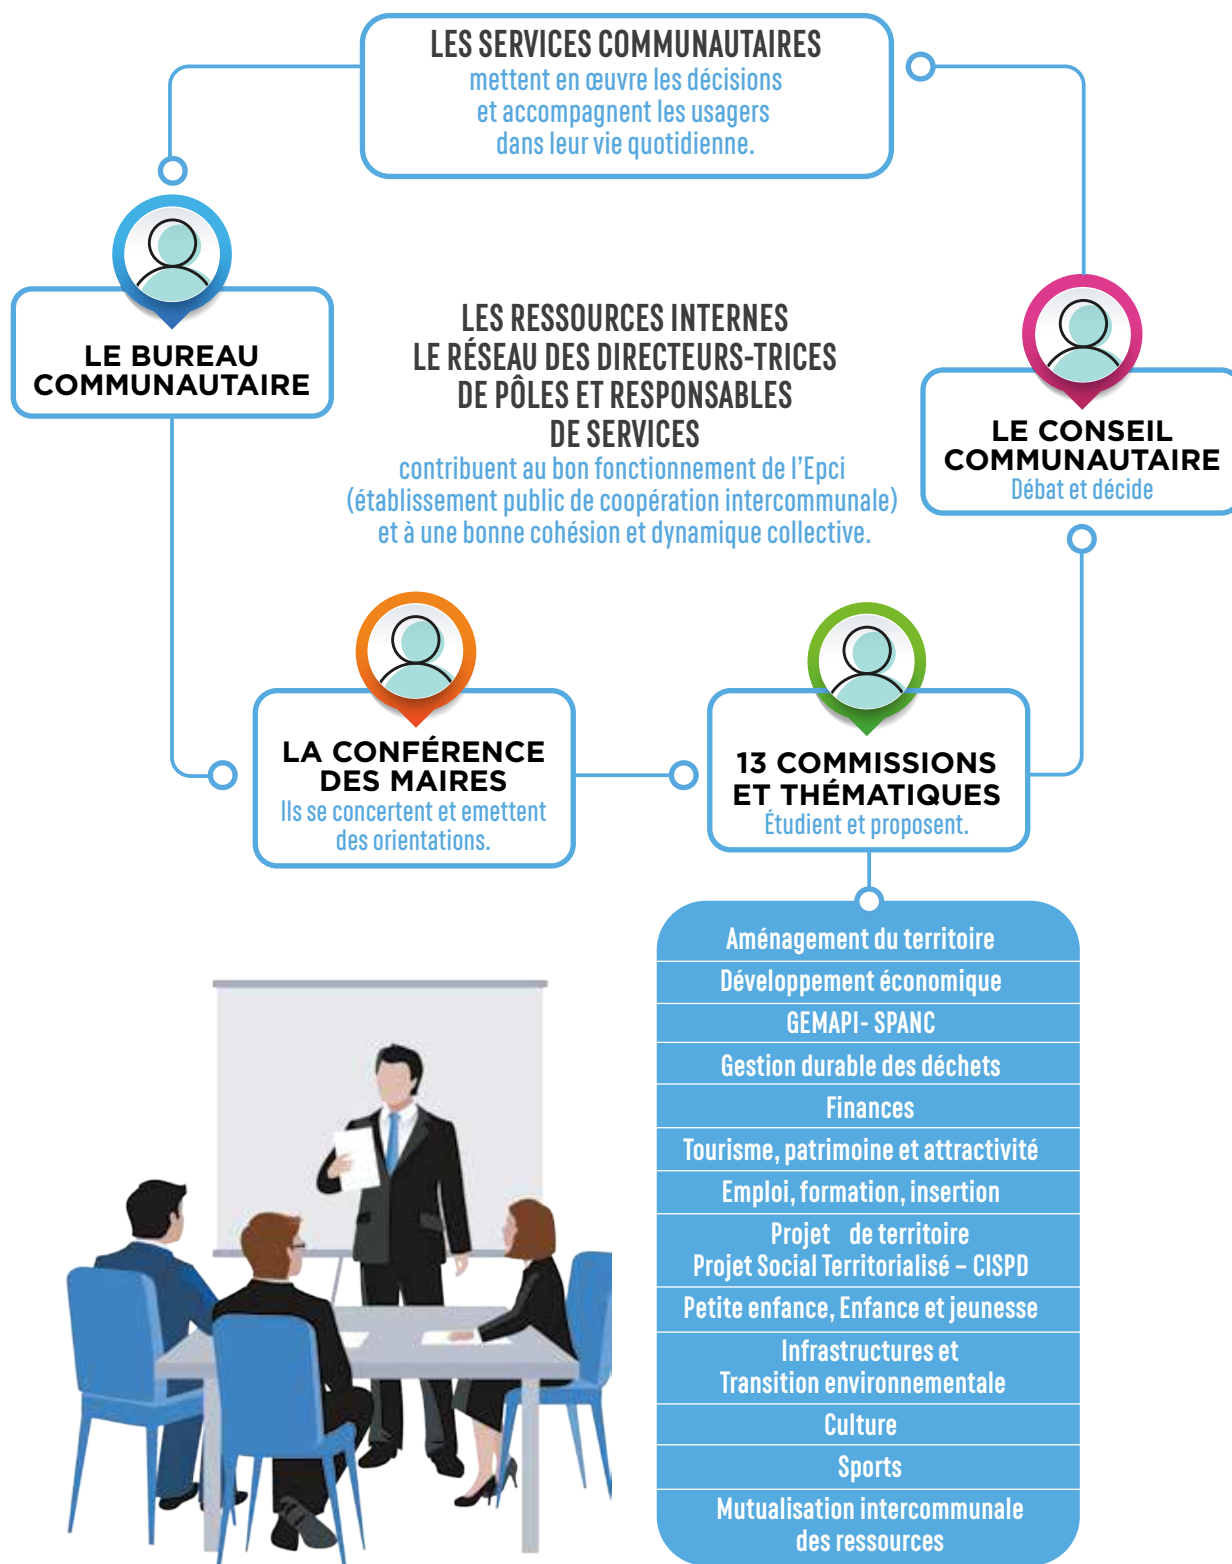 LES SERVICES COMMUNAUTAIRES
mettent en œuvre les décisions
et accompagnent les usagers
dans leur vie quotidienne.
LE BUREAU
COMMUNAUTAIRE
LES RESSOURCES INTERNES
LE RÉSEAU DES DIRECTEURS-TRICES
DE PÔLES ET RESPONSABLES
DE SERVICES
contribuent au bon fonctionnement de l'Epci
(établissement public de coopération intercommunale)
et à une bonne cohésion et dynamique collective.
LE CONSEIL
COMMUNAUTAIRE
Débat et décide
LA CONFÉRENCE
DES MAIRES
Ils se concertent et emettent
des orientations.
13 COMMISSIONS
ET THÉMATIQUES
Étudient et proposent.
Aménagement du territoire
Développement économique
GEMAPI- SPANC
Gestion durable des déchets
Finances
Tourisme, patrimoine et attractivité
Emploi, formation, insertion
Projet de territoire
Projet Social Territorialisé – CISPD
Petite enfance, Enfance et jeunesse
Infrastructures et
Transition environnementale
Culture
Sports
Mutualisation intercommunale
des ressources